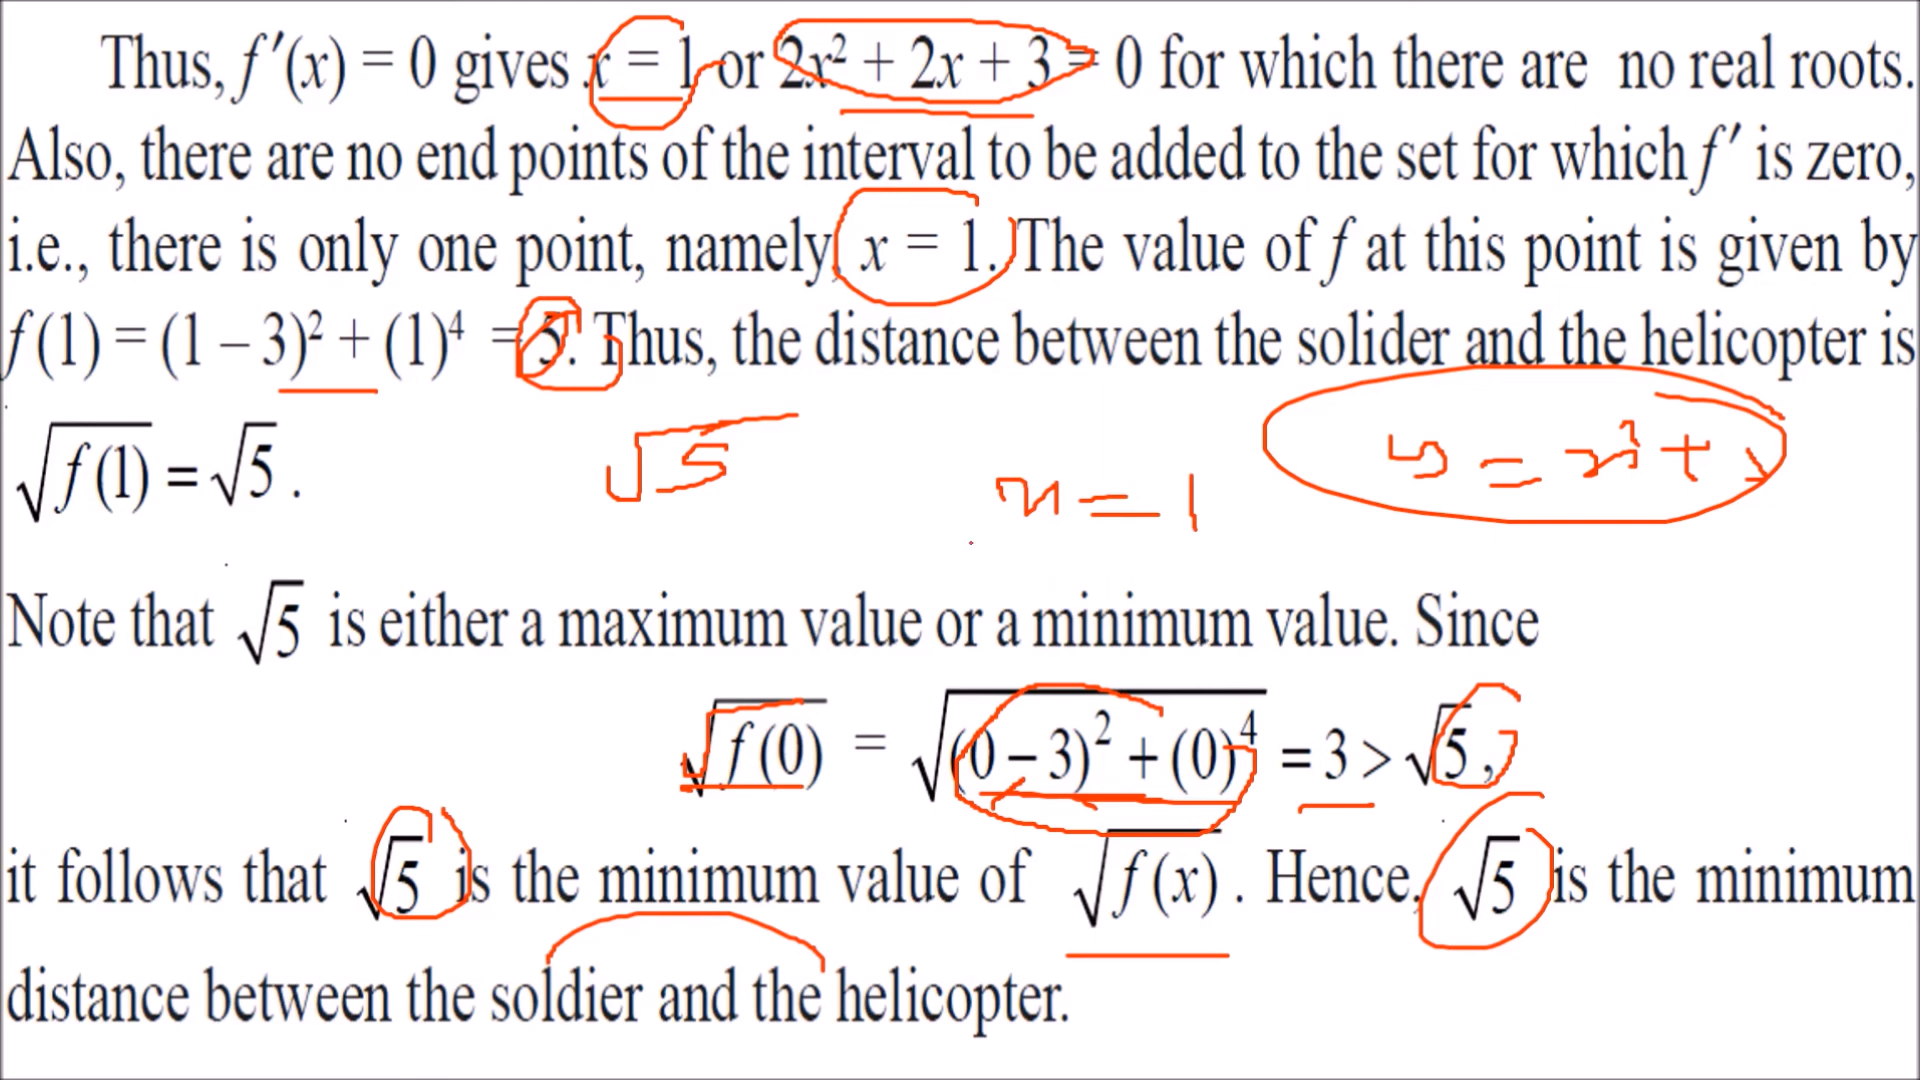 Thus, f′(x) = 0 gives x = 1 or 2x² + 2x + 3 = 0 for which there are no real roots.
Also, there are no end points of the interval to be added to the set for which f′ is zero,
i.e., there is only one point, namely, x = 1. The value of f at this point is given by
f(1) = (1 – 3)² + (1)⁴ = 5. Thus, the distance between the solider and the helicopter is
√f(1) = √5.
√5
x = 1
y = x² +
Note that √5 is either a maximum value or a minimum value. Since
√f(0) = √((0 – 3)² + (0)⁴) = 3 > √5,
it follows that √5 is the minimum value of √f(x). Hence, √5 is the minimum
distance between the soldier and the helicopter.